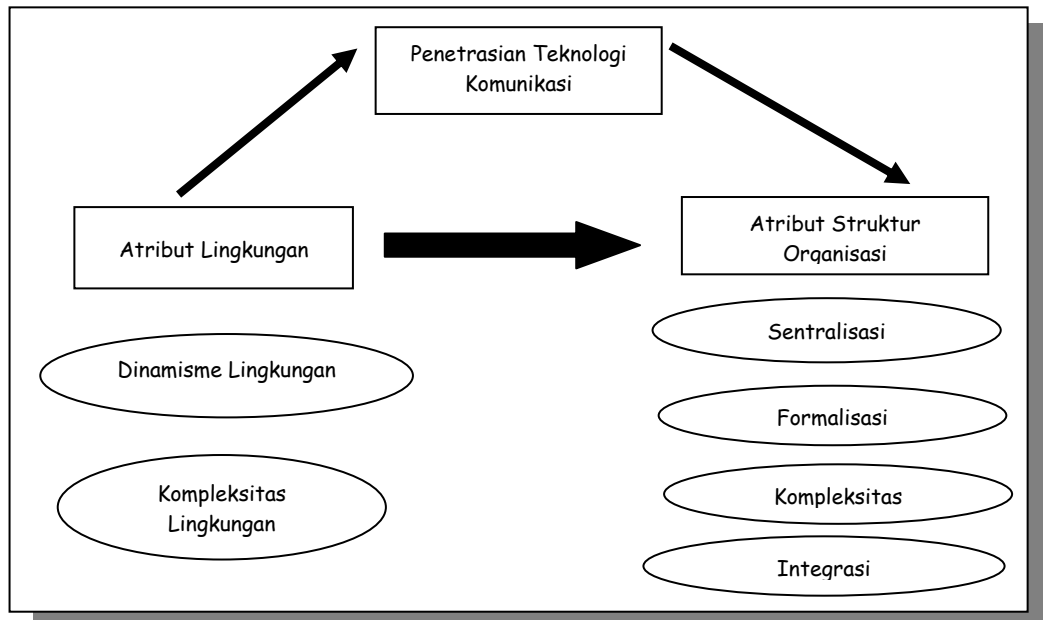 Penetrasian Teknologi
Komunikasi
Atribut Lingkungan
Atribut Struktur
Organisasi
Dinamisme Lingkungan
Kompleksitas
Lingkungan
Sentralisasi
Formalisasi
Kompleksitas
Integrasi